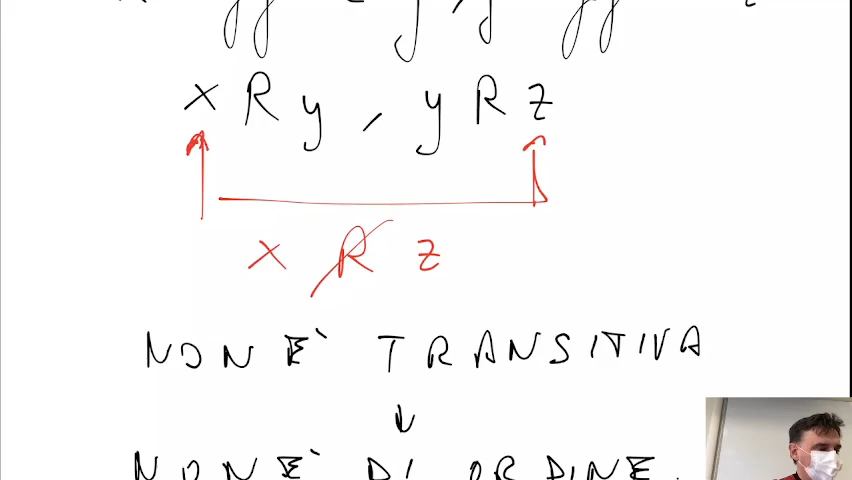 x R y , y R z
x R̸ z
NON È TRANSITIVA
↓
NON È DI ORDINE.